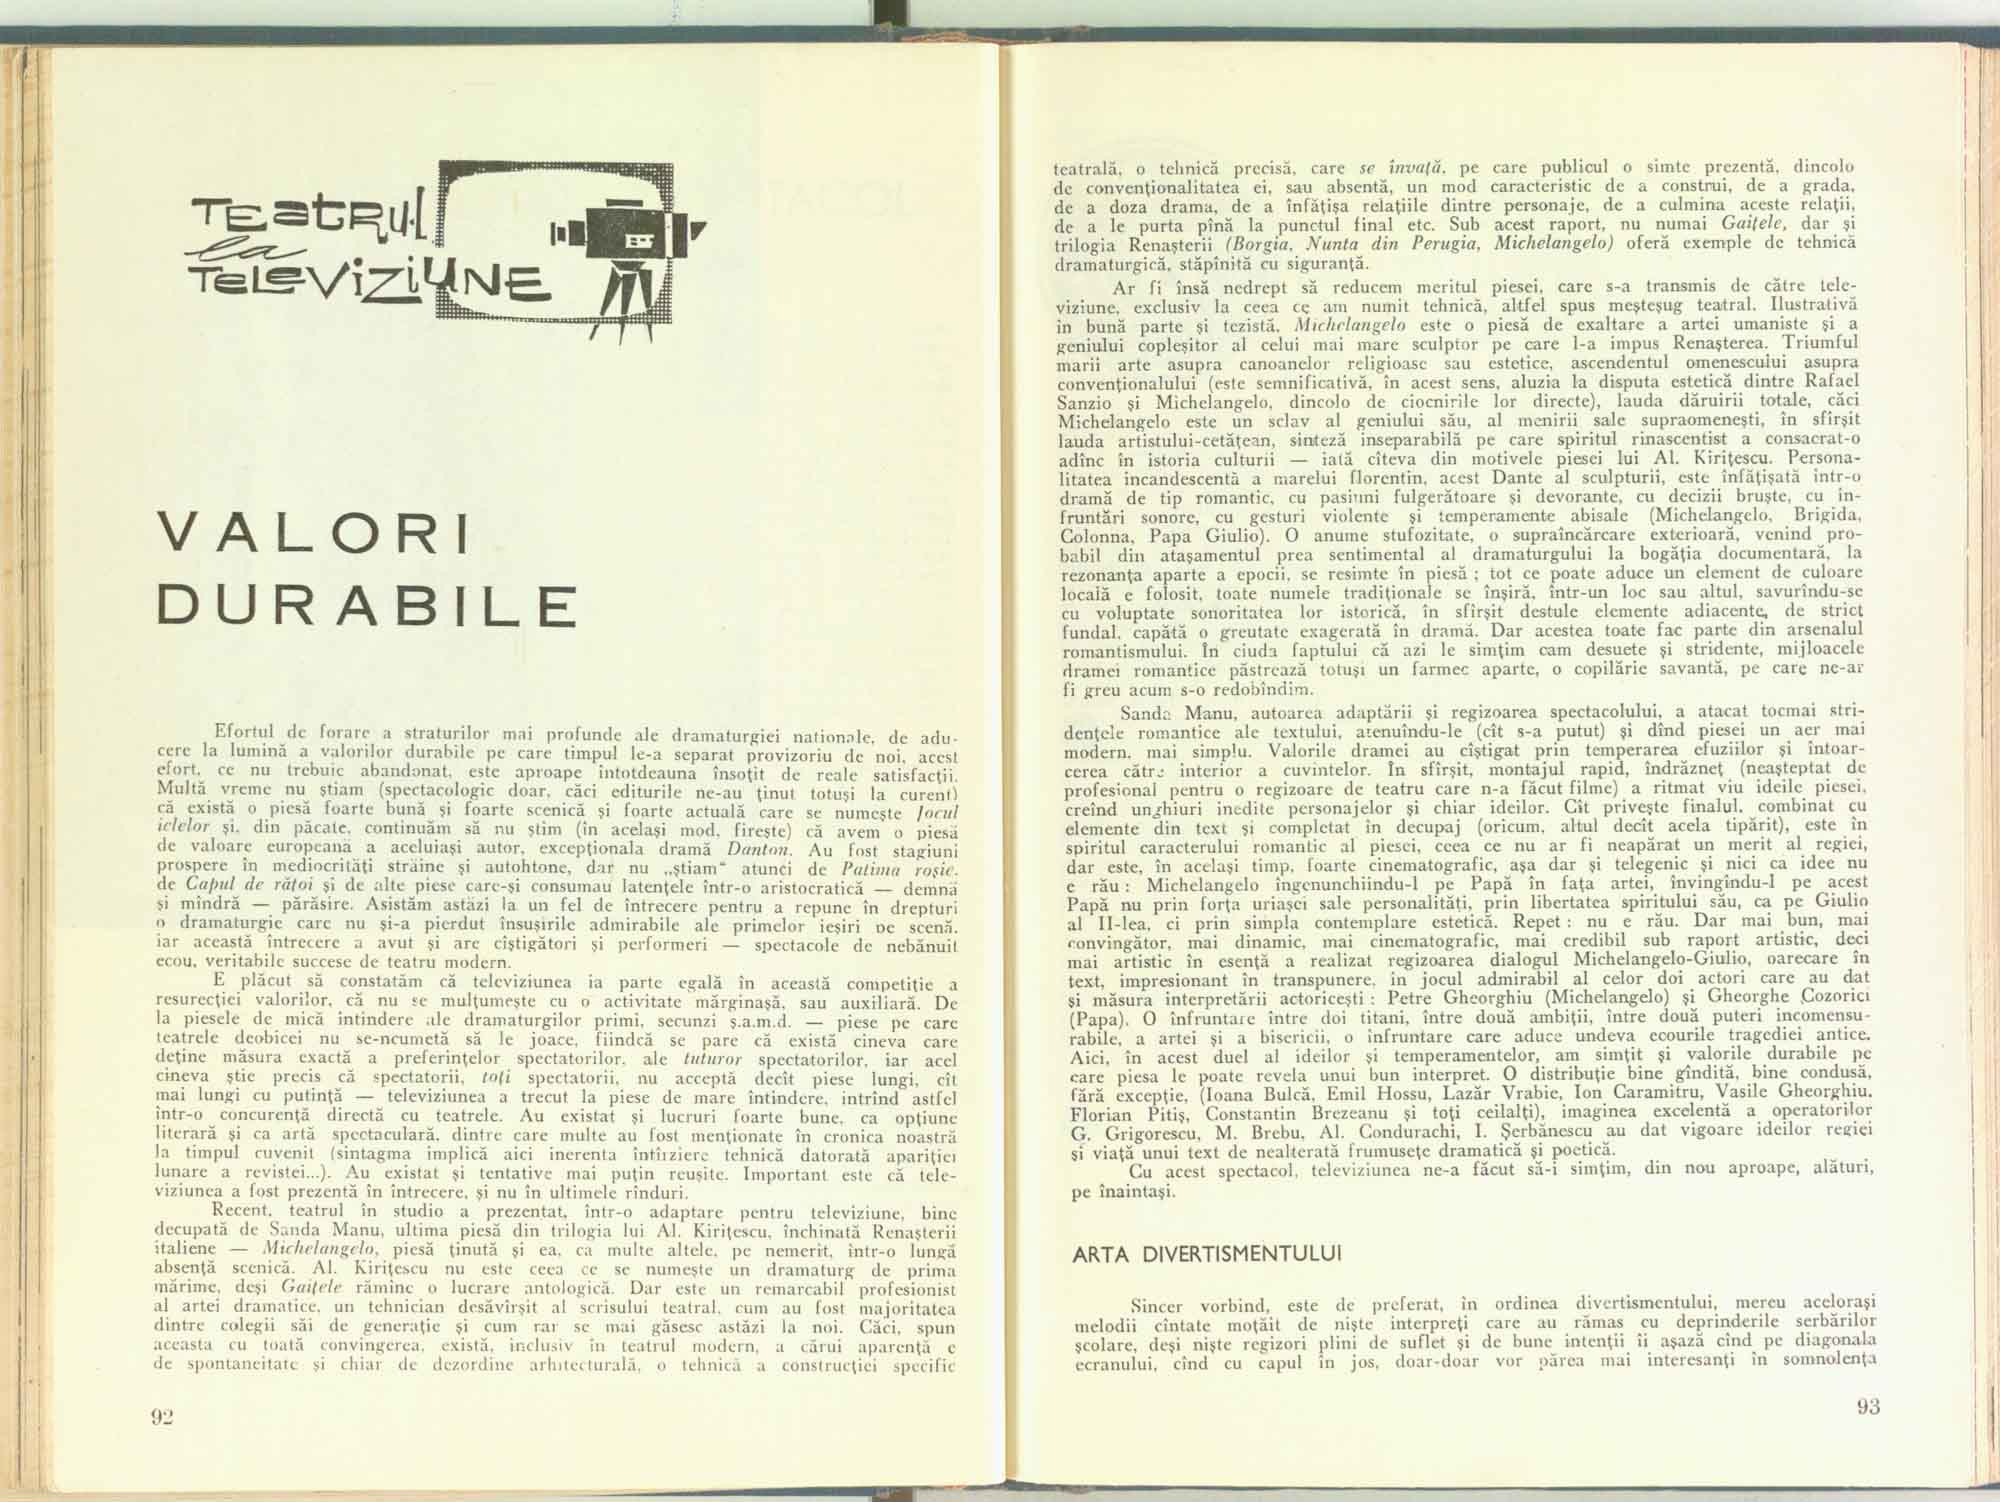 TEATRUL
la
TELEVIZIUNE
VALORI
DURABILE
Efortul de forare a straturilor mai profunde ale dramaturgiei naționale, de adu-
cere la lumină a valorilor durabile pe care timpul le-a separat provizoriu de noi, acest
efort, ce nu trebuie abandonat, este aproape întotdeauna însoțit de reale satisfacții.
Multă vreme nu știam (spectacologic doar, căci editurile ne-au ținut totuși la curent)
că există o piesă foarte bună și foarte scenică și foarte actuală care se numește Jocul
ielelor și, din păcate, continuăm să nu știm (în același mod, firește) că avem o piesă
de valoare europeană a aceluiași autor, excepționala dramă Danton. Au fost stagiuni
prospere în mediocrități străine și autohtone, dar nu „știam“ atunci de Patima roșie,
de Capul de rățoi și de alte piese care-și consumau latențele într-o aristocratică — demnă
și mîndră — părăsire. Asistăm astăzi la un fel de întrecere pentru a repune în drepturi
o dramaturgie care nu și-a pierdut însușirile admirabile ale primelor ieșiri pe scenă,
iar această întrecere a avut și are cîștigători și performeri — spectacole de nebănuit
ecou, veritabile succese de teatru modern.
E plăcut să constatăm că televiziunea ia parte egală în această competiție a
resurecției valorilor, că nu se mulțumește cu o activitate mărginașă, sau auxiliară. De
la piesele de mică întindere ale dramaturgilor primi, secunzi ș.a.m.d. — piese pe care
teatrele deobicei nu se-ncumetă să le joace, fiindcă se pare că există cineva care
deține măsura exactă a preferințelor spectatorilor, ale tuturor spectatorilor, iar acel
cineva știe precis că spectatorii, toți spectatorii, nu acceptă decît piese lungi, cît
mai lungi cu putință — televiziunea a trecut la piese de mare întindere, intrînd astfel
într-o concurență directă cu teatrele. Au existat și lucruri foarte bune, ca opțiune
literară și ca artă spectaculară, dintre care multe au fost menționate în cronica noastră
la timpul cuvenit (sintagma implică aici inerenta întîrziere tehnică datorată apariției
lunare a revistei...). Au existat și tentative mai puțin reușite. Important este că tele-
viziunea a fost prezentă în întrecere, și nu în ultimele rînduri.
Recent, teatrul în studio a prezentat, într-o adaptare pentru televiziune, bine
decupată de Sanda Manu, ultima piesă din trilogia lui Al. Kirițescu, închinată Renașterii
italiene — Michelangelo, piesă ținută și ea, ca multe altele, pe nemerit, într-o lungă
absență scenică. Al. Kirițescu nu este ceea ce se numește un dramaturg de prima
mărime, deși Gaițele rămîne o lucrare antologică. Dar este un remarcabil profesionist
al artei dramatice, un tehnician desăvîrșit al scrisului teatral, cum au fost majoritatea
dintre colegii săi de generație și cum rar se mai găsesc astăzi la noi. Căci, spun
aceasta cu toată convingerea, există, inclusiv în teatrul modern, a cărui aparență e
de spontaneitate și chiar de dezordine arhitecturală, o tehnică a construcției specific
92
teatrală, o tehnică precisă, care se învață, pe care publicul o simte prezentă, dincolo
de convenționalitatea ei, sau absentă, un mod caracteristic de a construi, de a grada,
de a doza drama, de a înfățișa relațiile dintre personaje, de a culmina aceste relații,
de a le purta pînă la punctul final etc. Sub acest raport, nu numai Gaițele, dar și
trilogia Renașterii (Borgia, Nunta din Perugia, Michelangelo) oferă exemple de tehnică
dramaturgică, stăpînită cu siguranță.
Ar fi însă nedrept să reducem meritul piesei, care s-a transmis de către tele-
viziune, exclusiv la ceea ce am numit tehnică, altfel spus meșteșug teatral. Ilustrativă
în bună parte și tezistă, Michelangelo este o piesă de exaltare a artei umaniste și a
geniului copleșitor al celui mai mare sculptor pe care l-a impus Renașterea. Triumful
marii arte asupra canoanelor religioase sau estetice, ascendentul omenescului asupra
convenționalului (este semnificativă, în acest sens, aluzia la disputa estetică dintre Rafael
Sanzio și Michelangelo, dincolo de ciocnirile lor directe), lauda dăruirii totale, căci
Michelangelo este un sclav al geniului său, al menirii sale supraomenești, în sfîrșit
lauda artistului-cetățean, sinteză inseparabilă pe care spiritul rinascentist a consacrat-o
adînc în istoria culturii — iată cîteva din motivele piesei lui Al. Kirițescu. Persona-
litatea incandescentă a marelui florentin, acest Dante al sculpturii, este înfățișată într-o
dramă de tip romantic, cu pasiuni fulgerătoare și devorante, cu decizii bruște, cu în-
fruntări sonore, cu gesturi violente și temperamente abisale (Michelangelo, Brigida,
Colonna, Papa Giulio). O anume stufozitate, o supraîncărcare exterioară, venind pro-
babil din atașamentul prea sentimental al dramaturgului la bogăția documentară, la
rezonanța aparte a epocii, se resimte în piesă ; tot ce poate aduce un element de culoare
locală e folosit, toate numele tradiționale se înșiră, într-un loc sau altul, savurîndu-se
cu voluptate sonoritatea lor istorică, în sfîrșit destule elemente adiacente, de strict
fundal, capătă o greutate exagerată în dramă. Dar acestea toate fac parte din arsenalul
romantismului. În ciuda faptului că azi le simțim cam desuete și stridente, mijloacele
dramei romantice păstrează totuși un farmec aparte, o copilărie savantă, pe care ne-ar
fi greu acum s-o redobîndim.
Sanda Manu, autoarea adaptării și regizoarea spectacolului, a atacat tocmai stri-
dențele romantice ale textului, atenuîndu-le (cît s-a putut) și dînd piesei un aer mai
modern, mai simplu. Valorile dramei au cîștigat prin temperarea efuziilor și întoar-
cerea către interior a cuvintelor. În sfîrșit, montajul rapid, îndrăzneț (neașteptat de
profesional pentru o regizoare de teatru care n-a făcut filme) a ritmat viu ideile piesei,
creînd unghiuri inedite personajelor și chiar ideilor. Cît privește finalul, combinat cu
elemente din text și completat în decupaj (oricum, altul decît acela tipărit), este în
spiritul caracterului romantic al piesei, ceea ce nu ar fi neapărat un merit al regiei,
dar este, în același timp, foarte cinematografic, așa dar și telegenic și nici ca idee nu
e rău : Michelangelo îngenunchiindu-l pe Papă în fața artei, învingîndu-l pe acest
Papă nu prin forța uriașei sale personalități, prin libertatea spiritului său, ca pe Giulio
al II-lea, ci prin simpla contemplare estetică. Repet : nu e rău. Dar mai bun, mai
convingător, mai dinamic, mai cinematografic, mai credibil sub raport artistic, deci
mai artistic în esență a realizat regizoarea dialogul Michelangelo-Giulio, oarecare în
text, impresionant în transpunere, în jocul admirabil al celor doi actori care au dat
și măsura interpretării actoricești : Petre Gheorghiu (Michelangelo) și Gheorghe Cozorici
(Papa). O înfruntare între doi titani, între două ambiții, între două puteri incomensu-
rabile, a artei și a bisericii, o înfruntare care aduce undeva ecourile tragediei antice.
Aici, în acest duel al ideilor și temperamentelor, am simțit și valorile durabile pe
care piesa le poate revela unui bun interpret. O distribuție bine gîndită, bine condusă,
fără excepție, (Ioana Bulcă, Emil Hossu, Lazăr Vrabie, Ion Caramitru, Vasile Gheorghiu,
Florian Pitiș, Constantin Brezeanu și toți ceilalți), imaginea excelentă a operatorilor
G. Grigorescu, M. Brebu, Al. Condurachi, I. Șerbănescu au dat vigoare ideilor regiei
și viață unui text de nealterată frumusețe dramatică și poetică.
Cu acest spectacol, televiziunea ne-a făcut să-i simțim, din nou aproape, alături,
pe înaintași.
ARTA DIVERTISMENTULUI
Sincer vorbind, este de preferat, în ordinea divertismentului, mereu acelorași
melodii cîntate moțăit de niște interpreți care au rămas cu deprinderile serbărilor
școlare, deși niște regizori plini de suflet și de bune intenții îi așază cînd pe diagonala
ecranului, cînd cu capul în jos, doar-doar vor părea mai interesanți în somnolența
93